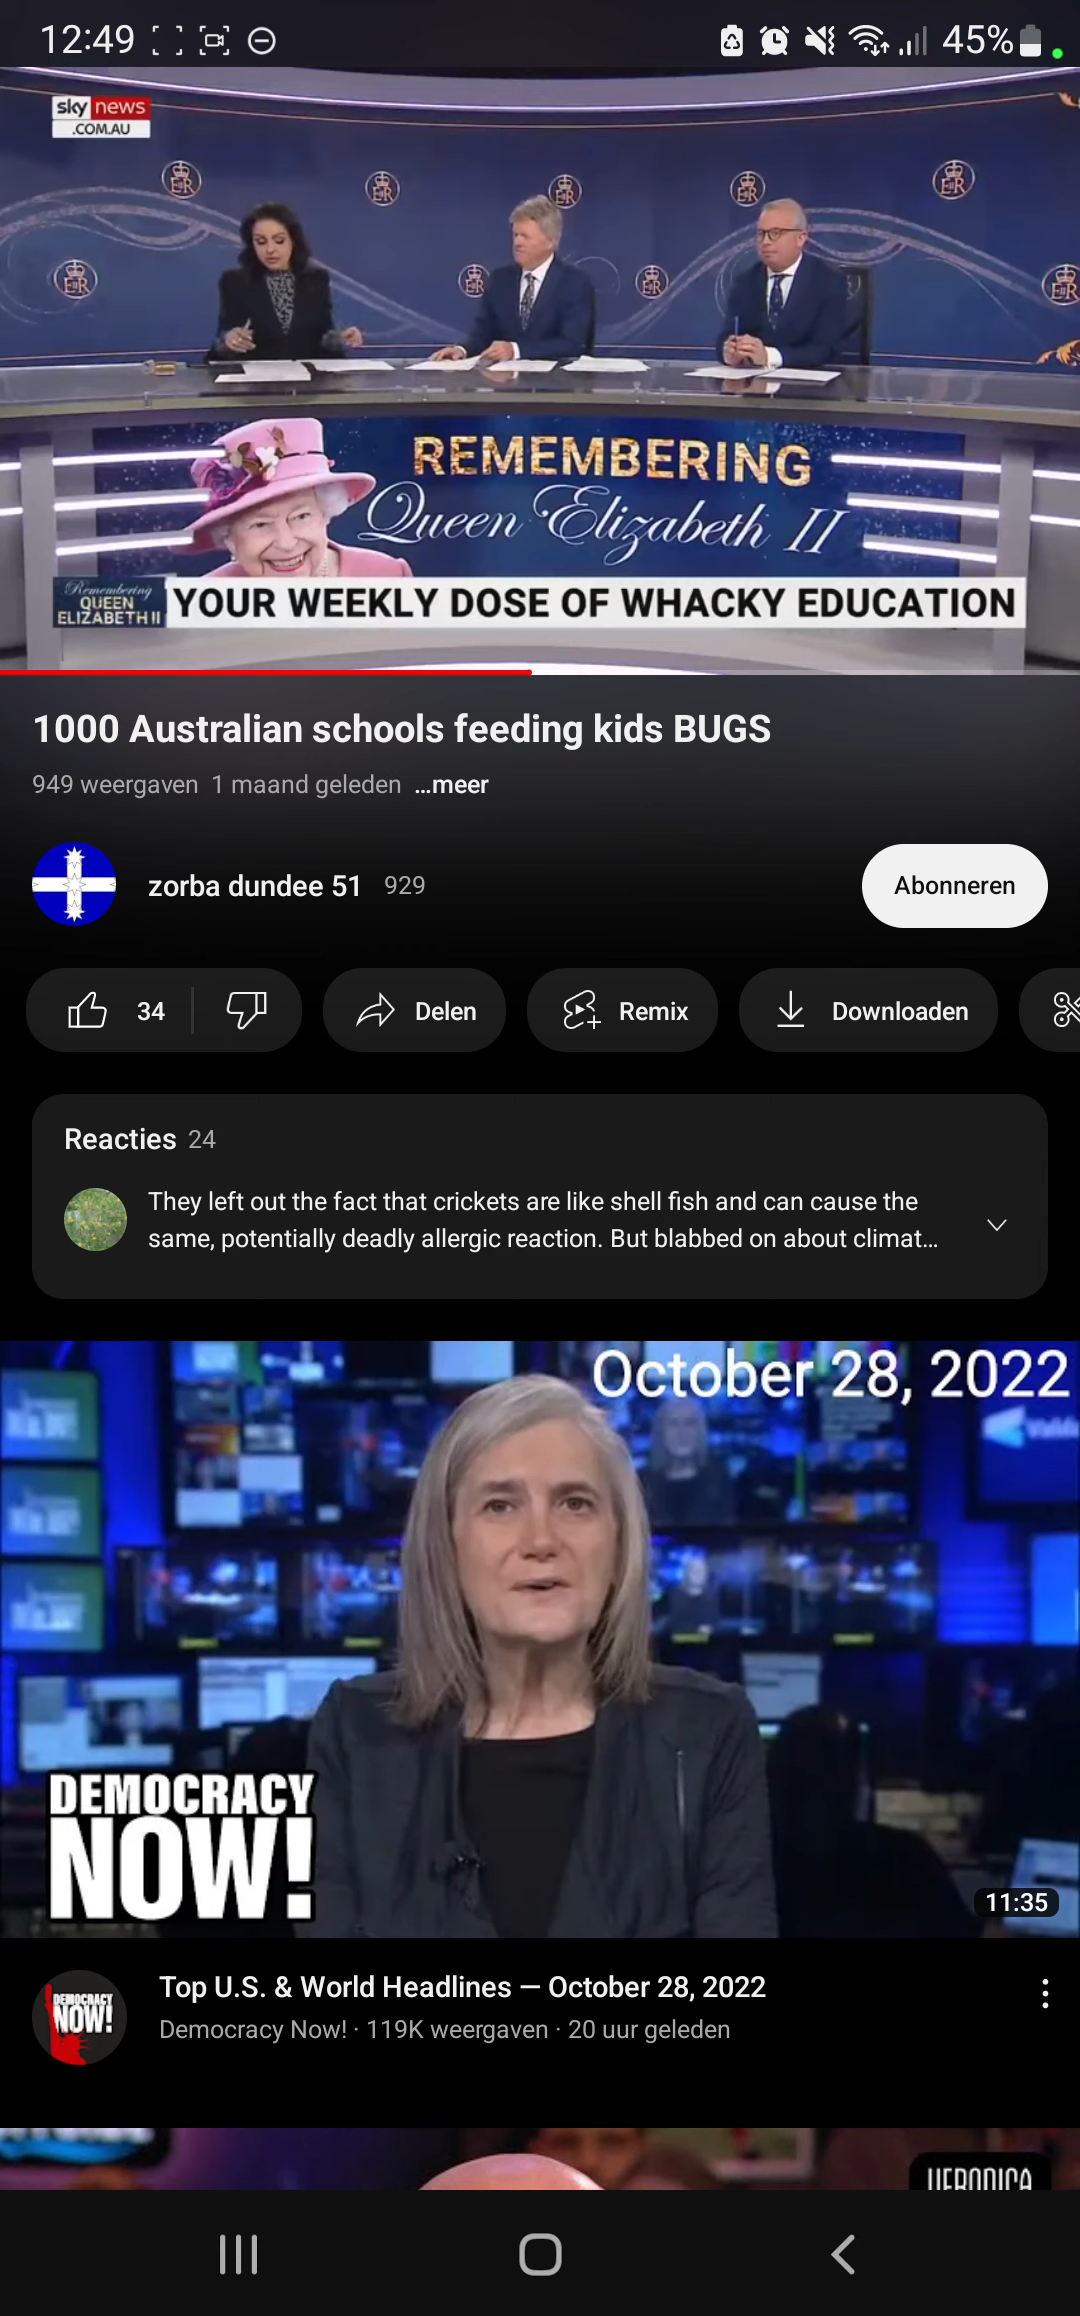 12:49
45%
sky news
.COM.AU
REMEMBERING
Queen Elizabeth II
Remembering
QUEEN
ELIZABETH II
YOUR WEEKLY DOSE OF WHACKY EDUCATION
1000 Australian schools feeding kids BUGS
949 weergaven 1 maand geleden ...meer
zorba dundee 51 929
Abonneren
34
Delen
Remix
Downloaden
Reacties 24
They left out the fact that crickets are like shell fish and can cause the
same, potentially deadly allergic reaction. But blabbed on about climat...
October 28, 2022
DEMOCRACY
NOW!
11:35
DEMOCRACY
NOW!
Top U.S. & World Headlines — October 28, 2022
Democracy Now! · 119K weergaven · 20 uur geleden
VERONICA